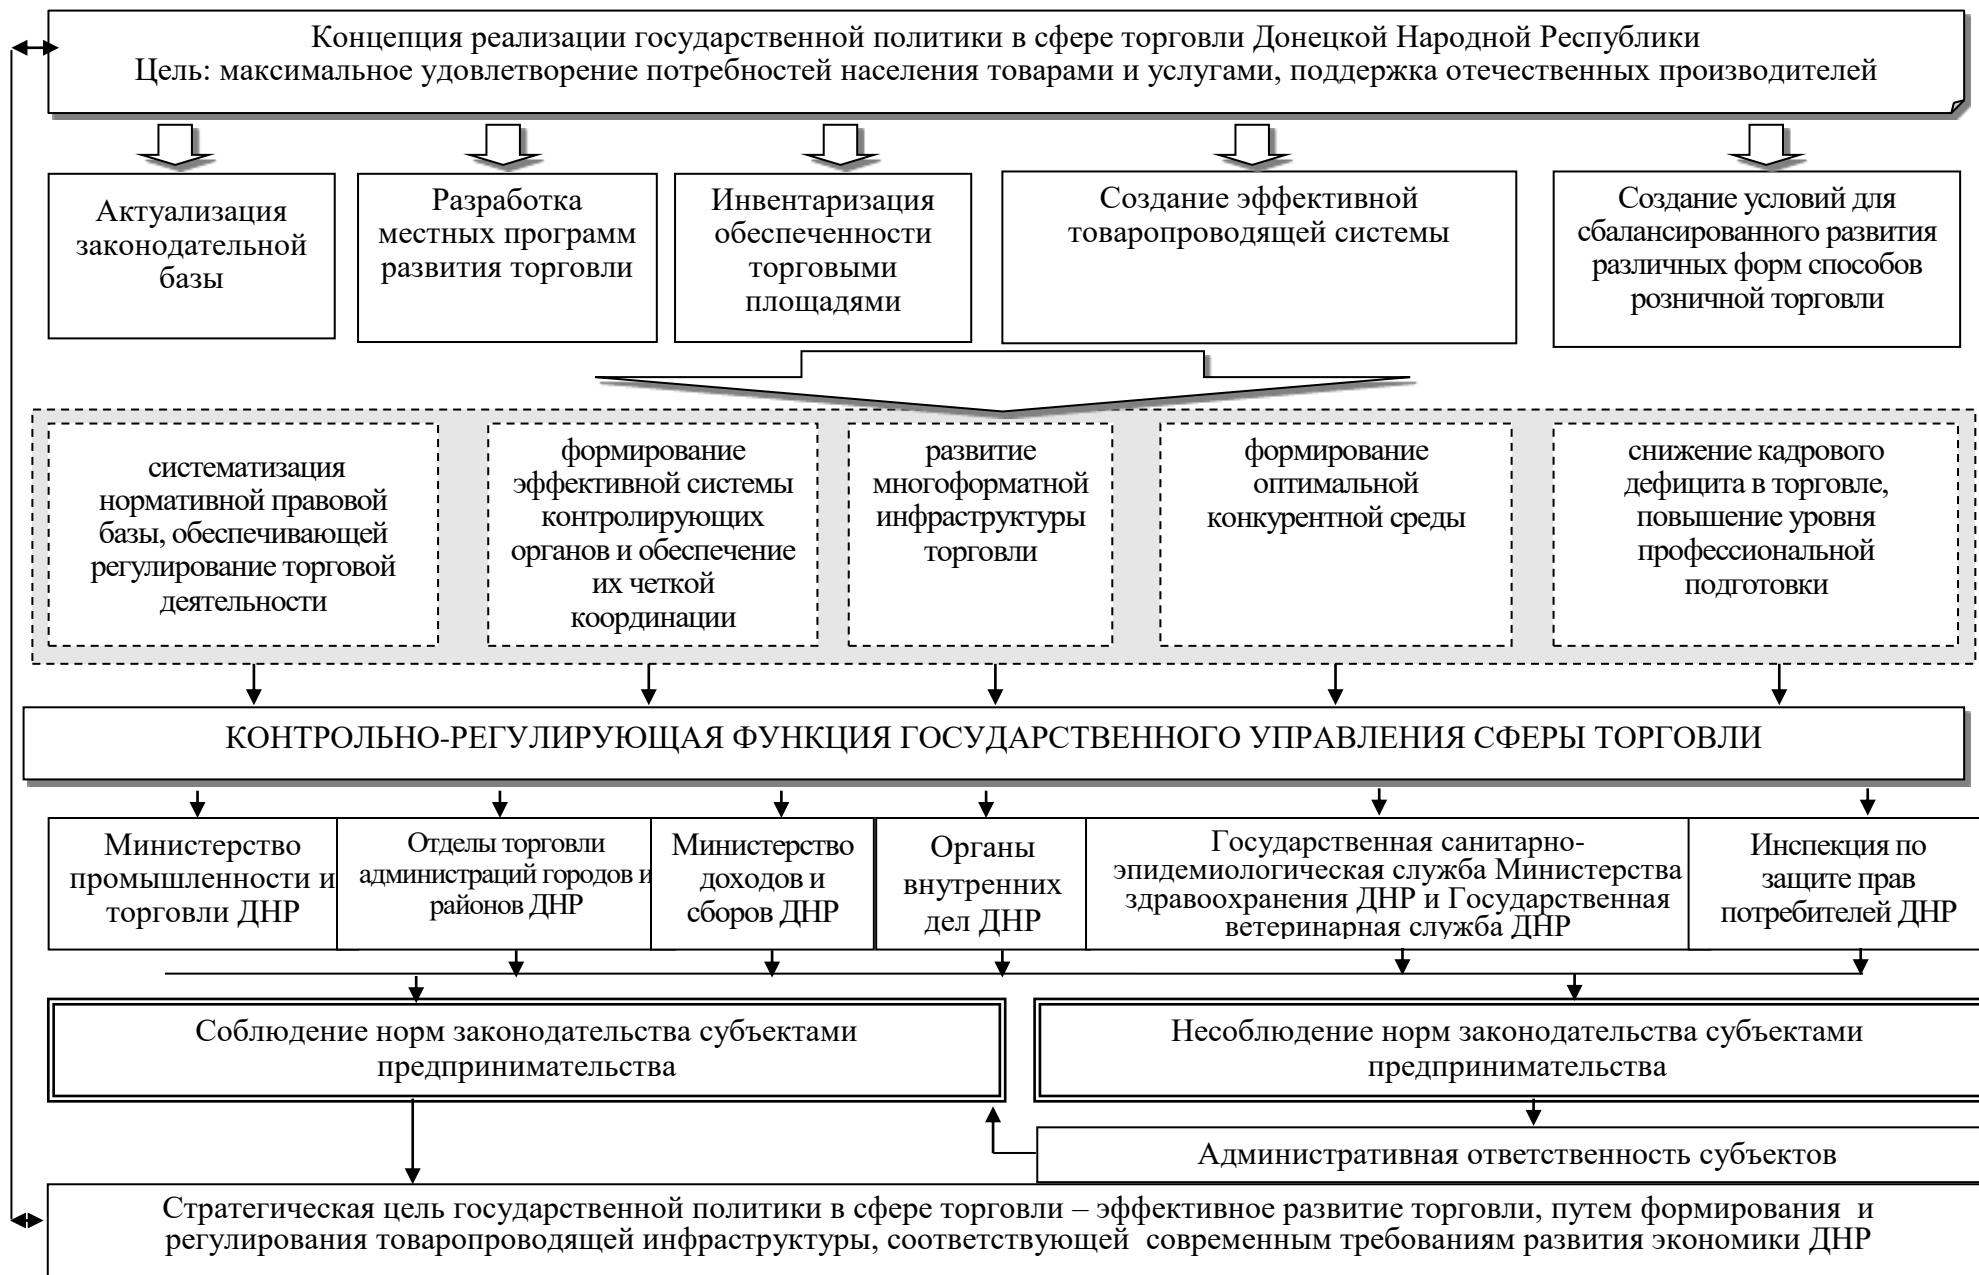 Концепция реализации государственной политики в сфере торговли Донецкой Народной Республики
Цель: максимальное удовлетворение потребностей населения товарами и услугами, поддержка отечественных производителей
Актуализация
законодательной
базы
Разработка
местных программ
развития торговли
Инвентаризация
обеспеченности
торговыми
площадями
Создание эффективной
товаропроводящей системы
Создание условий для
сбалансированного развития
различных форм способов
розничной торговли
систематизация
нормативной правовой
базы, обеспечивающей
регулирование торговой
деятельности
формирование
эффективной системы
контролирующих
органов и обеспечение
их четкой
координации
развитие
многоформатной
инфраструктуры
торговли
формирование
оптимальной
конкурентной среды
снижение кадрового
дефицита в торговле,
повышение уровня
профессиональной
подготовки
КОНТРОЛЬНО-РЕГУЛИРУЮЩАЯ ФУНКЦИЯ ГОСУДАРСТВЕННОГО УПРАВЛЕНИЯ СФЕРЫ ТОРГОВЛИ
Министерство
промышленности и
торговли ДНР
Отделы торговли
администраций городов и
районов ДНР
Министерство
доходов и
сборов ДНР
Органы
внутренних
дел ДНР
Государственная санитарно-
эпидемиологическая служба Министерства
здравоохранения ДНР и Государственная
ветеринарная служба ДНР
Инспекция по
защите прав
потребителей ДНР
Соблюдение норм законодательства субъектами
предпринимательства
Несоблюдение норм законодательства субъектами
предпринимательства
Административная ответственность субъектов
Стратегическая цель государственной политики в сфере торговли – эффективное развитие торговли, путем формирования и
регулирования товаропроводящей инфраструктуры, соответствующей современным требованиям развития экономики ДНР